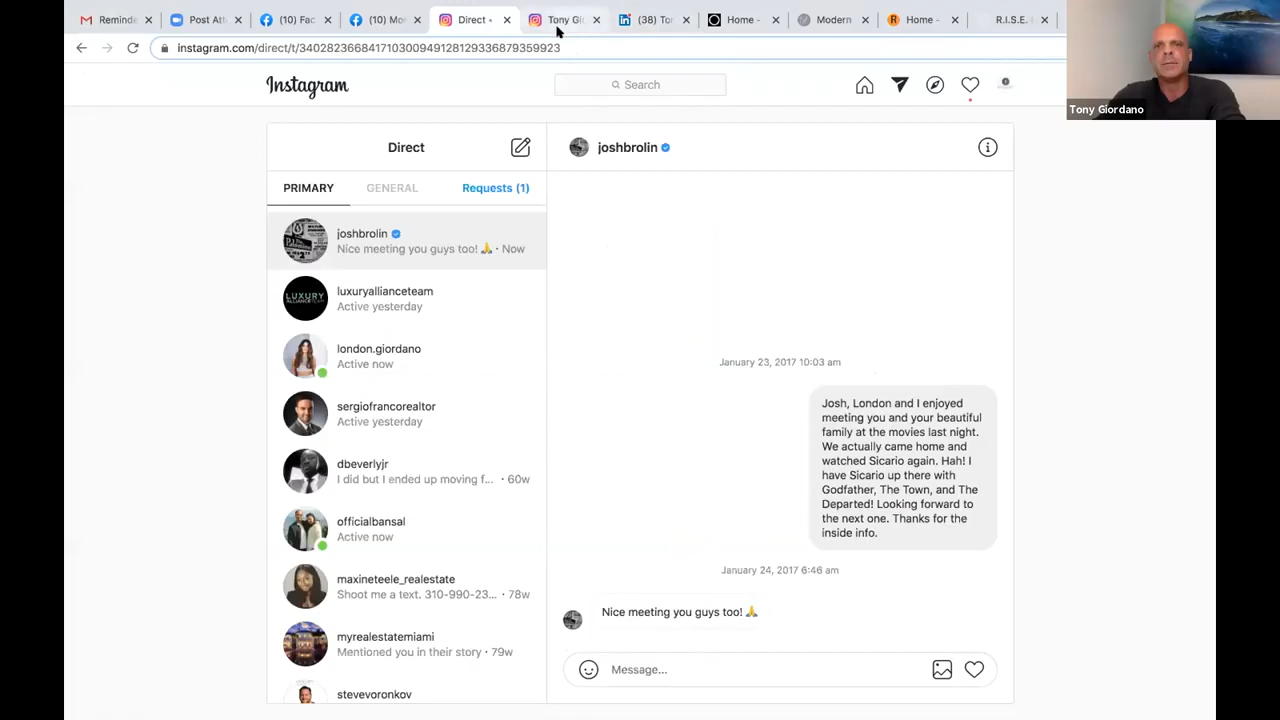 Reminde
Post Att
(10) Fac
(10) Mo
Direct •
Tony Gi
(38) To
Home -
Modern
Home -
R.I.S.E. I
instagram.com/direct/t/340282366841710300949128129336879359923
Tony Giordano
Instagram
Search
Direct
joshbrolin
PRIMARY
GENERAL
Requests (1)
joshbrolin
Nice meeting you guys too! 🙏 · Now
luxuryallianceteam
Active yesterday
LUXURY
ALLIANCE TEAM
london.giordano
Active now
sergiofrancorealtor
Active yesterday
dbeverlyjr
I did but I ended up moving f... · 60w
officialbansal
Active now
maxineteele_realestate
Shoot me a text. 310-990-23... · 78w
myrealestatemiami
Mentioned you in their story · 79w
stevevoronkov
January 23, 2017 10:03 am
Josh, London and I enjoyed
meeting you and your beautiful
family at the movies last night.
We actually came home and
watched Sicario again. Hah! I
have Sicario up there with
Godfather, The Town, and The
Departed! Looking forward to
the next one. Thanks for the
inside info.
January 24, 2017 6:46 am
Nice meeting you guys too! 🙏
Message...